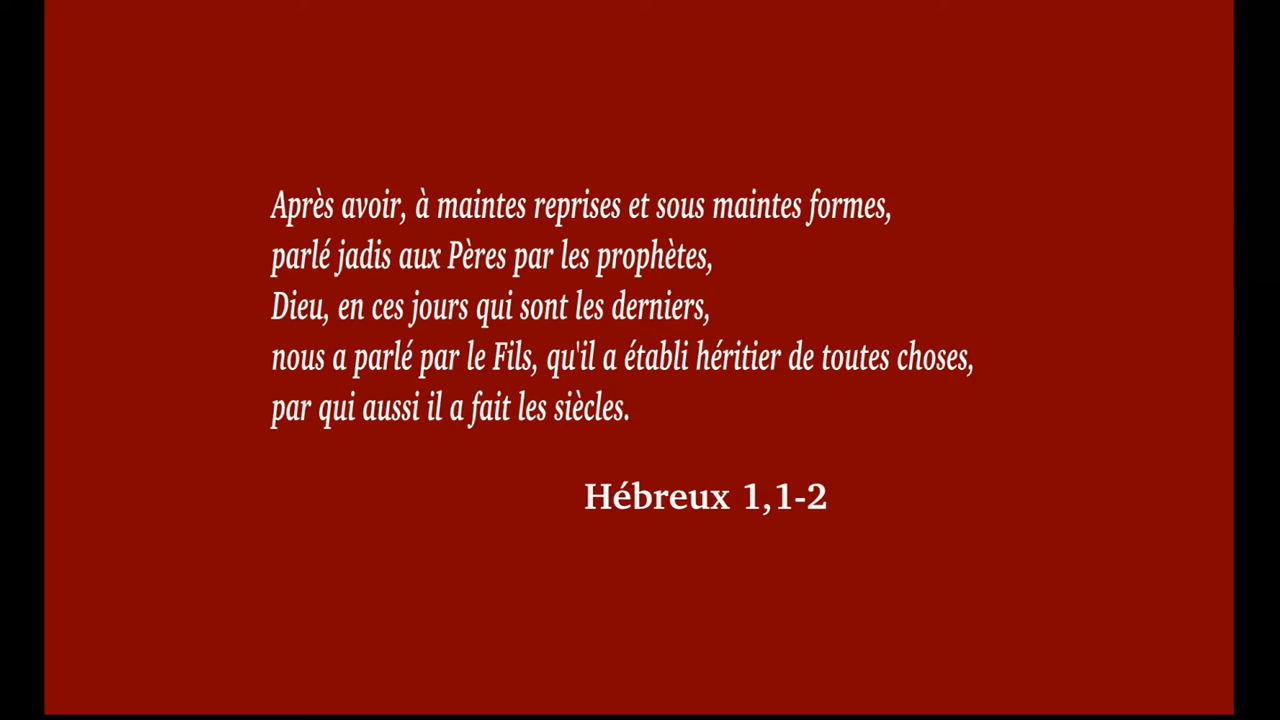 Après avoir, à maintes reprises et sous maintes formes,
parlé jadis aux Pères par les prophètes,
Dieu, en ces jours qui sont les derniers,
nous a parlé par le Fils, qu'il a établi héritier de toutes choses,
par qui aussi il a fait les siècles.
Hébreux 1,1-2